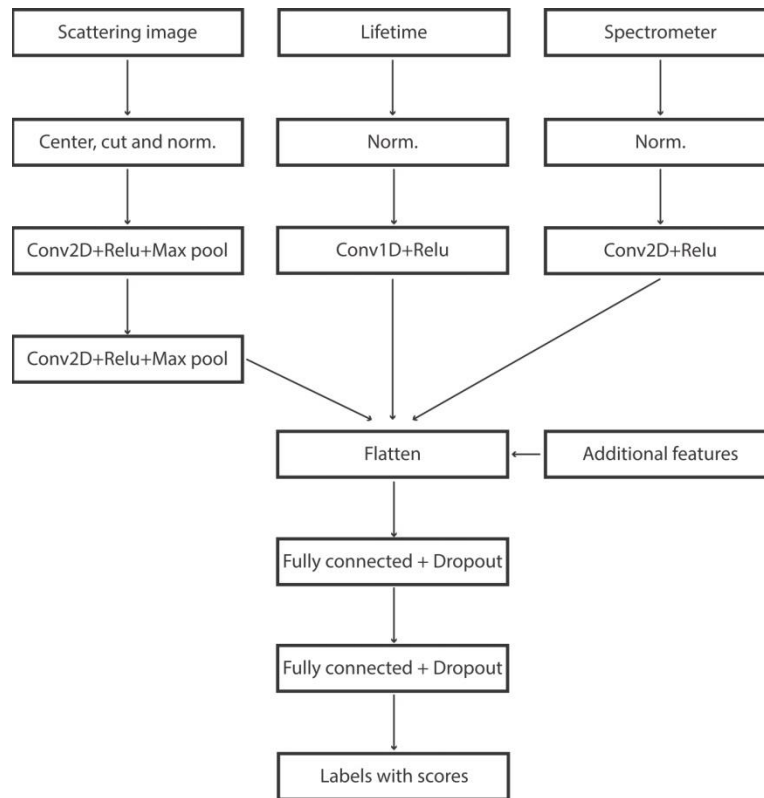 Scattering image
Lifetime
Spectrometer
Center, cut and norm.
Norm.
Norm.
Conv2D+Relu+Max pool
Conv1D+Relu
Conv2D+Relu
Conv2D+Relu+Max pool
Flatten
Additional features
Fully connected + Dropout
Fully connected + Dropout
Labels with scores